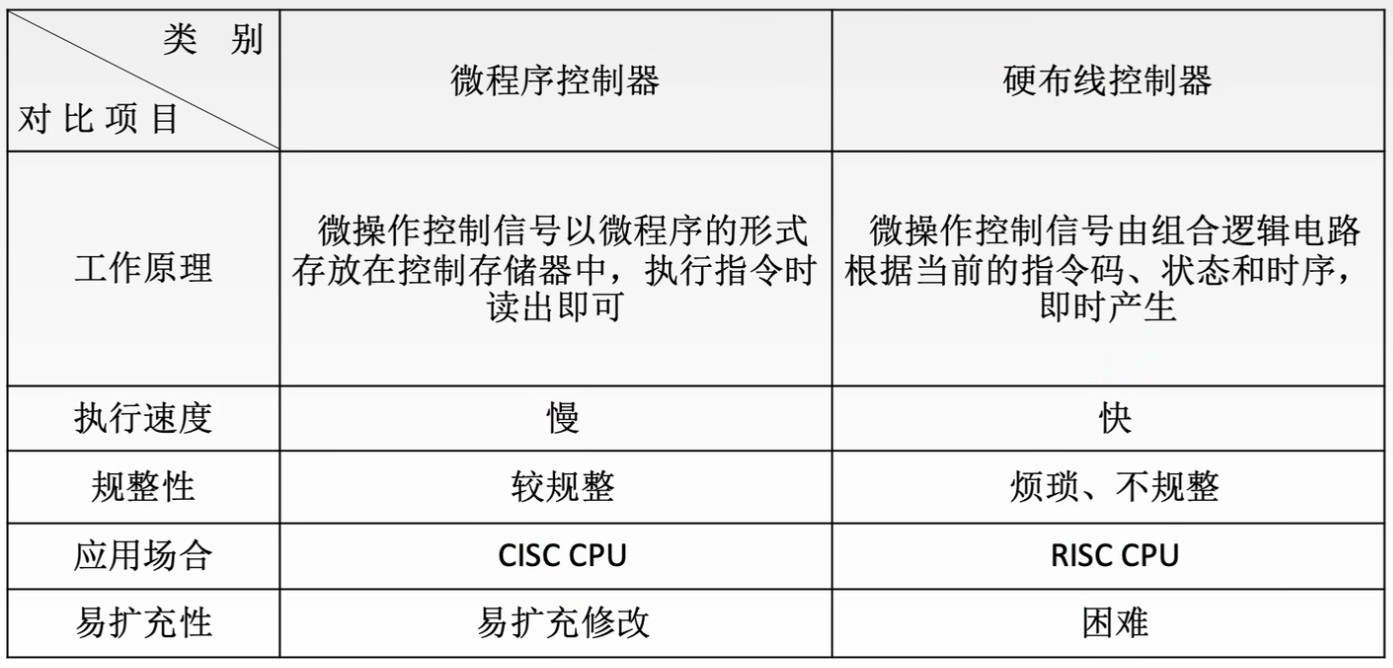 类 别
对比项目
微程序控制器
硬布线控制器
工作原理
微操作控制信号以微程序的形式
存放在控制存储器中，执行指令时
读出即可
微操作控制信号由组合逻辑电路
根据当前的指令码、状态和时序，
即时产生
执行速度
慢
快
规整性
较规整
烦琐、不规整
应用场合
CISC CPU
RISC CPU
易扩充性
易扩充修改
困难